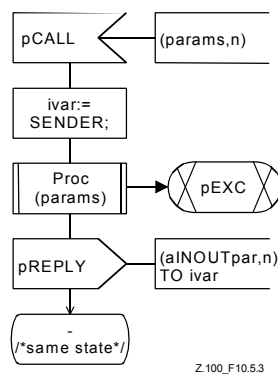 pCALL
(params,n)
ivar:=
SENDER;
Proc
(params)
pEXC
pREPLY
(aINOUTpar,n)
TO ivar
-
/*same state*/
Z.100_F10.5.3